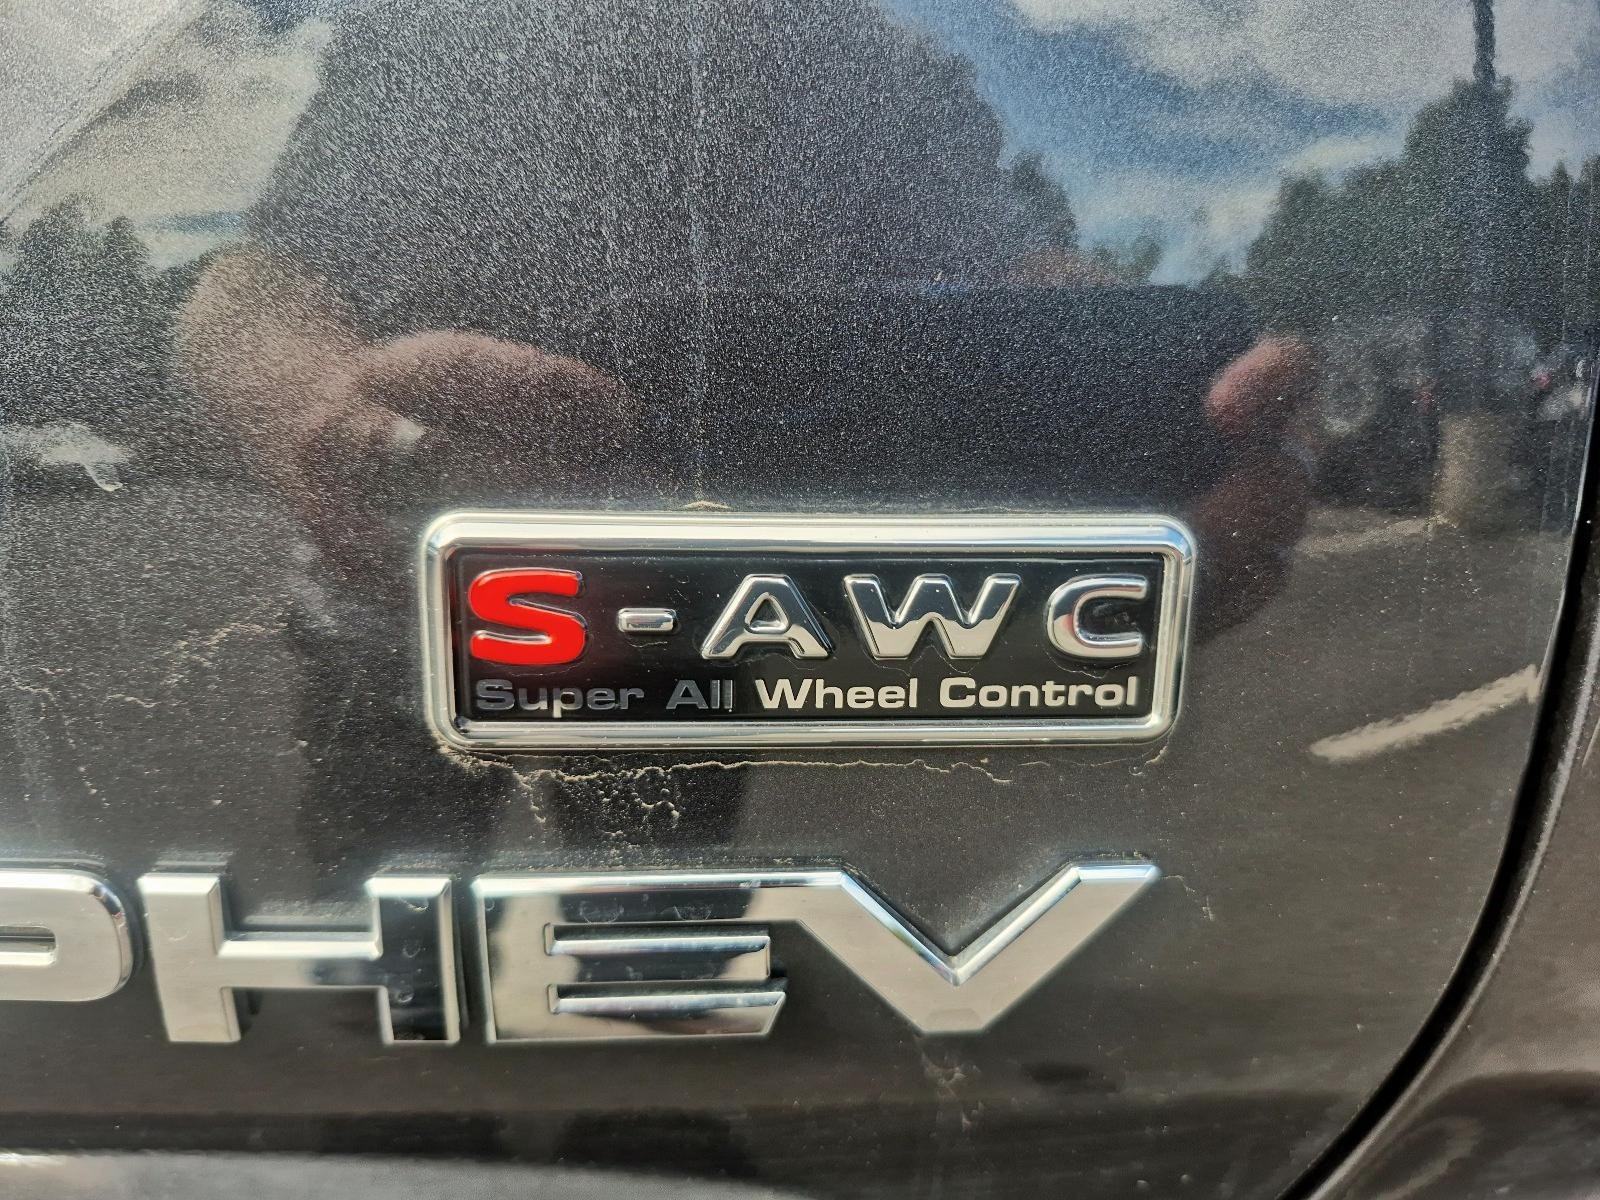 S-AWC
Super All Wheel Control
PHEV